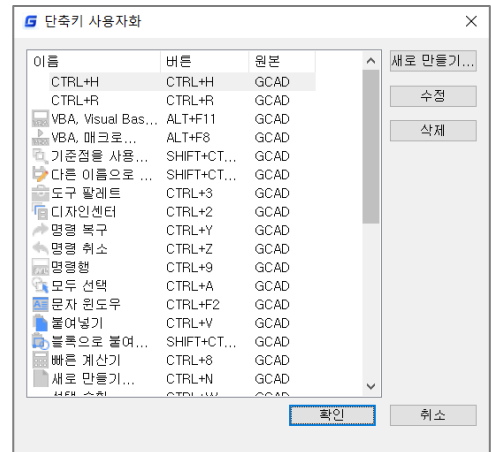 단축키 사용자화
이름 버튼 원본
CTRL+H CTRL+H GCAD
CTRL+R CTRL+R GCAD
VBA, Visual Bas... ALT+F11 GCAD
VBA, 매크로... ALT+F8 GCAD
기준점을 사용... SHIFT+CT... GCAD
다른 이름으로 ... SHIFT+CT... GCAD
도구 팔레트 CTRL+3 GCAD
디자인센터 CTRL+2 GCAD
명령 복구 CTRL+Y GCAD
명령 취소 CTRL+Z GCAD
명령행 CTRL+9 GCAD
모두 선택 CTRL+A GCAD
문자 윈도우 CTRL+F2 GCAD
붙여넣기 CTRL+V GCAD
블록으로 붙여... SHIFT+CT... GCAD
빠른 계산기 CTRL+8 GCAD
새로 만들기... CTRL+N GCAD
새로 만들기...
수정
삭제
확인 취소